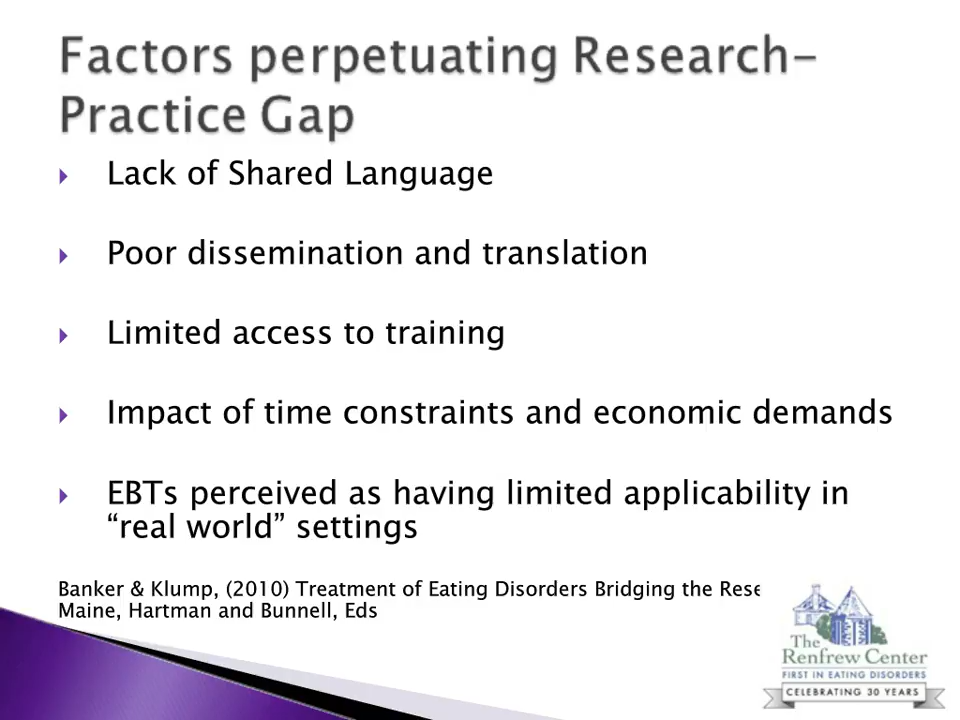 Factors perpetuating Research-
Practice Gap
Lack of Shared Language
Poor dissemination and translation
Limited access to training
Impact of time constraints and economic demands
EBTs perceived as having limited applicability in
“real world” settings
Banker & Klump, (2010) Treatment of Eating Disorders Bridging the Rese
Maine, Hartman and Bunnell, Eds
The
Renfrew Center
FIRST IN EATING DISORDERS
CELEBRATING 30 YEARS